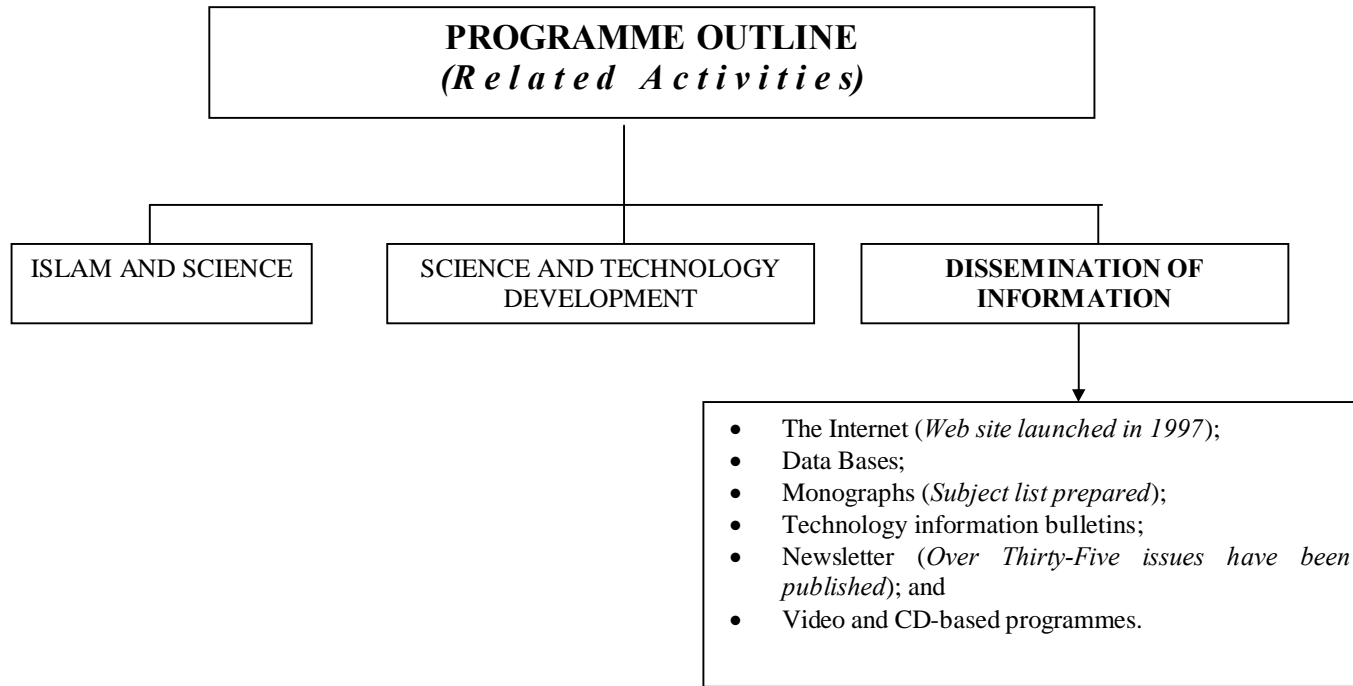 PROGRAMME OUTLINE
(Related Activities)
ISLAM AND SCIENCE
SCIENCE AND TECHNOLOGY
DEVELOPMENT
DISSEMINATION OF
INFORMATION
• The Internet (Web site launched in 1997);
• Data Bases;
• Monographs (Subject list prepared);
• Technology information bulletins;
• Newsletter (Over Thirty-Five issues have been
published); and
• Video and CD-based programmes.